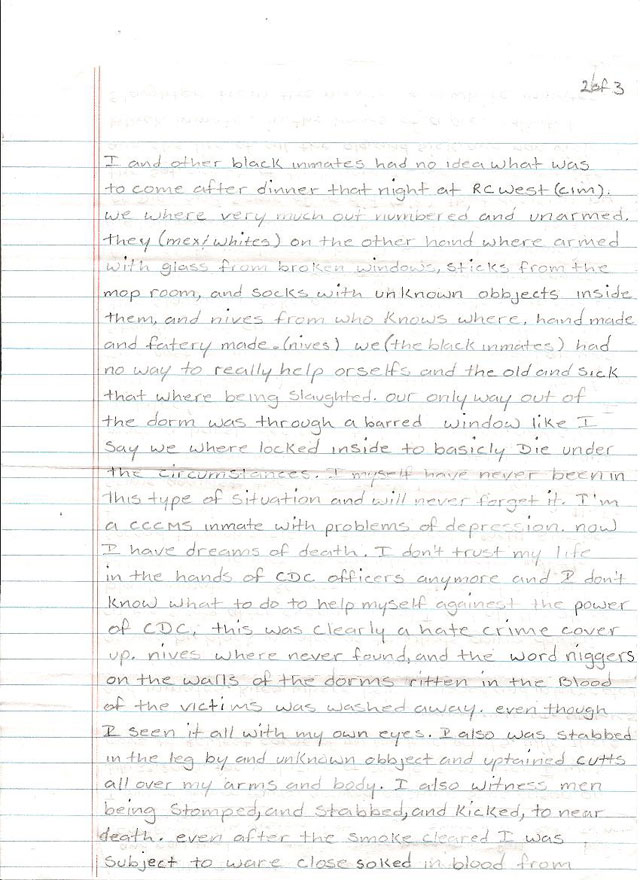 2 of 3
I and other black inmates had no idea what was
to come after dinner that night at RC West (cim).
we where very much out numbered and unarmed.
they (mex/whites) on the other hand where armed
with glass from broken windows, sticks from the
mop room, and socks with unknown obbjects inside
them, and nives from who knows where, hand made
and fatery made. (nives) we (the black inmates) had
no way to really help orselfs and the old and sick
that where being slaughted. our only way out of
the dorm was through a barred window like I
say we where locked inside to basicly Die under
the circumstances. I myself have never been in
this type of situation and will never forget it. I'm
a CCCMS inmate with problems of depression. now
I have dreams of death. I don't trust my life
in the hands of CDC officers anymore and I don't
know what to do to help myself againest the power
of CDC, this was clearly a hate crime cover
up. nives where never found, and the word niggers
on the walls of the dorms ritten in the Blood
of the victims was washed away. even though
I seen it all with my own eyes. I also was stabbed
in the leg by and unknown obbject and uptained cutts
all over my arms and body. I also witness men
being stomped, and stabbed, and kicked, to near
death. even after the smoke cleared I was
subject to ware close soked in blood from